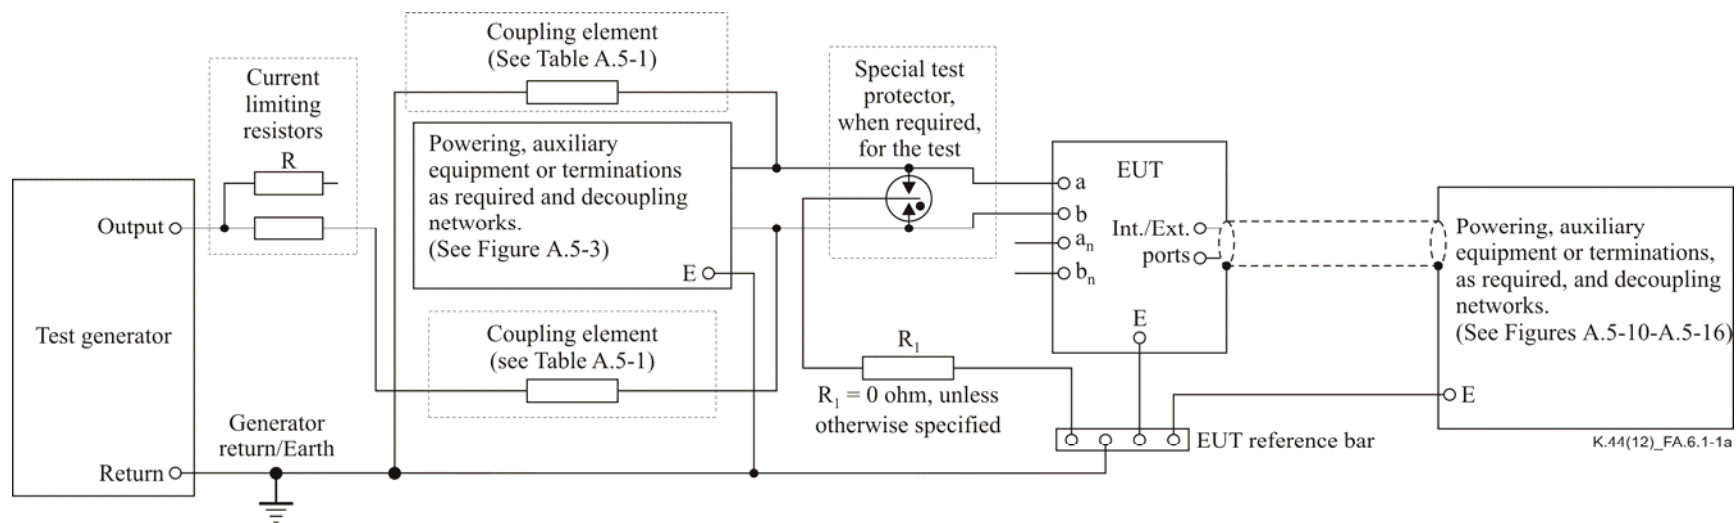 Coupling element
(See Table A.5-1)
Current
limiting
resistors
R
Special test
protector,
when required,
for the test
Powering, auxiliary
equipment or terminations
as required and decoupling
networks.
(See Figure A.5-3)
E
EUT
a
b
aₙ
bₙ
Int./Ext.
ports
E
Output
Test generator
Return
Powering, auxiliary
equipment or terminations,
as required, and decoupling
networks.
(See Figures A.5-10-A.5-16)
E
Coupling element
(see Table A.5-1)
R₁
R₁ = 0 ohm, unless
otherwise specified
Generator
return/Earth
EUT reference bar
K.44(12)_FA.6.1-1a